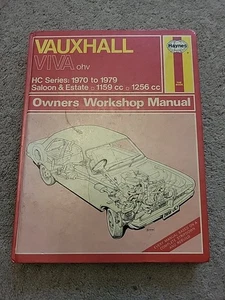 VAUXHALL
VIVA ohv
Haynes
HC Series: 1970 to 1979
Saloon & Estate □ 1159 cc □ 1256 cc
Owners Workshop Manual